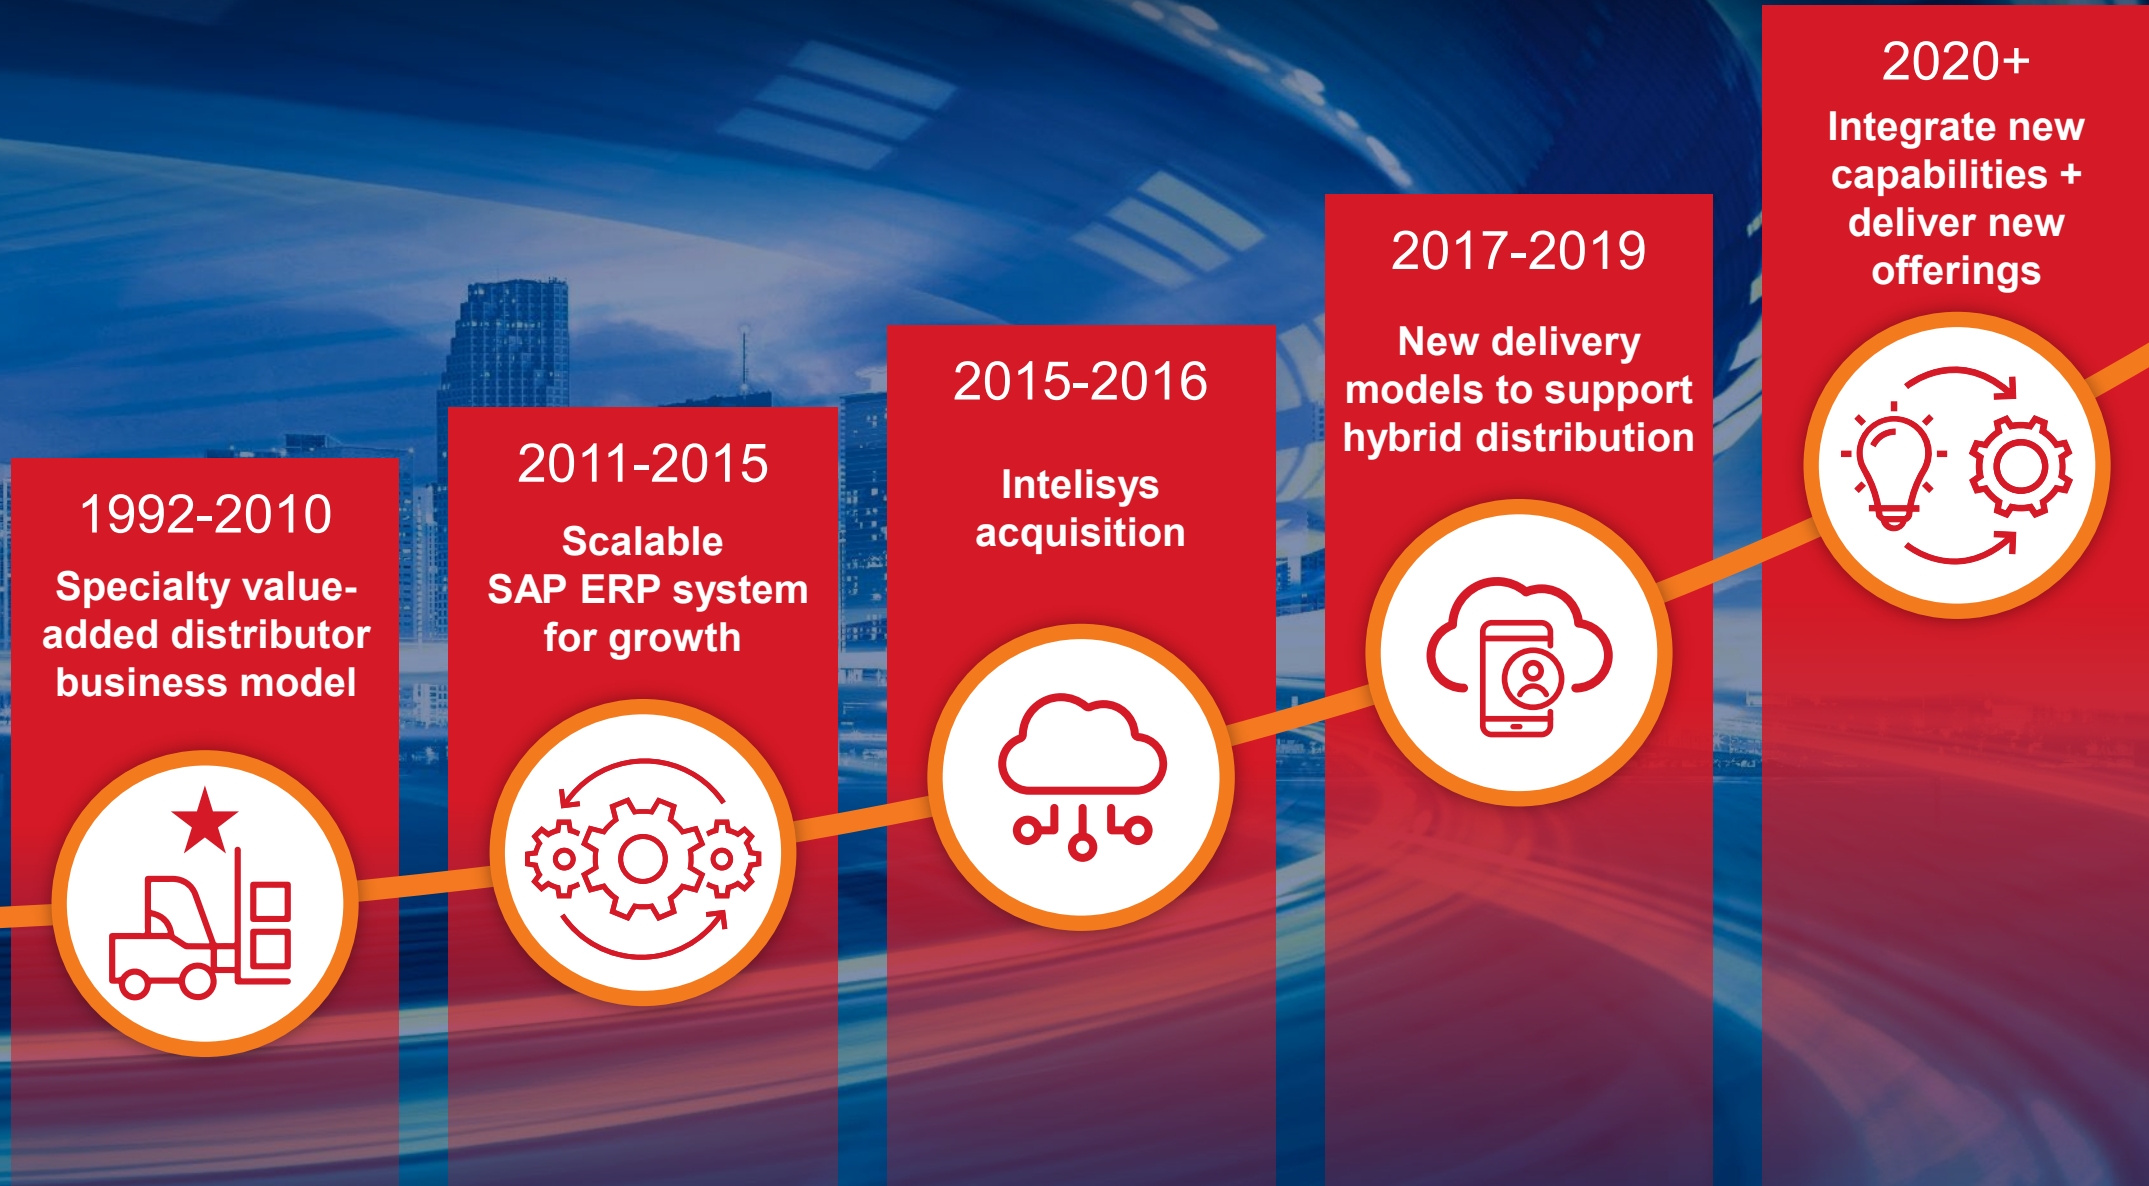 1992-2010
Specialty value-
added distributor
business model
2011-2015
Scalable
SAP ERP system
for growth
2015-2016
Intelisys
acquisition
2017-2019
New delivery
models to support
hybrid distribution
2020+
Integrate new
capabilities +
deliver new
offerings